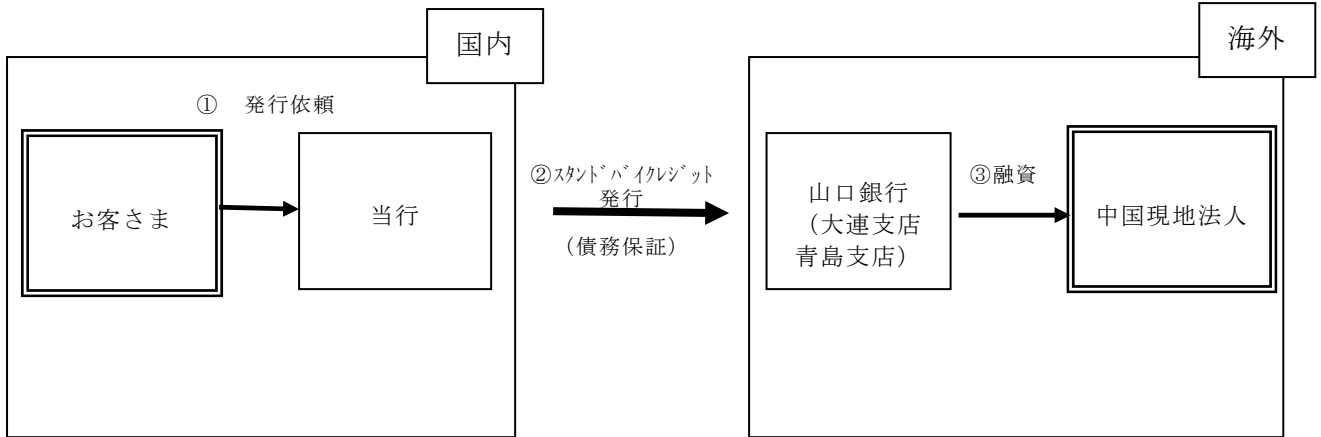 国内
① 発行依頼
お客さま
当行
②ｽﾀﾝﾄﾞﾊﾞｲｸﾚｼﾞｯﾄ
発行
（債務保証）
海外
山口銀行
（大連支店
青島支店）
③融資
中国現地法人